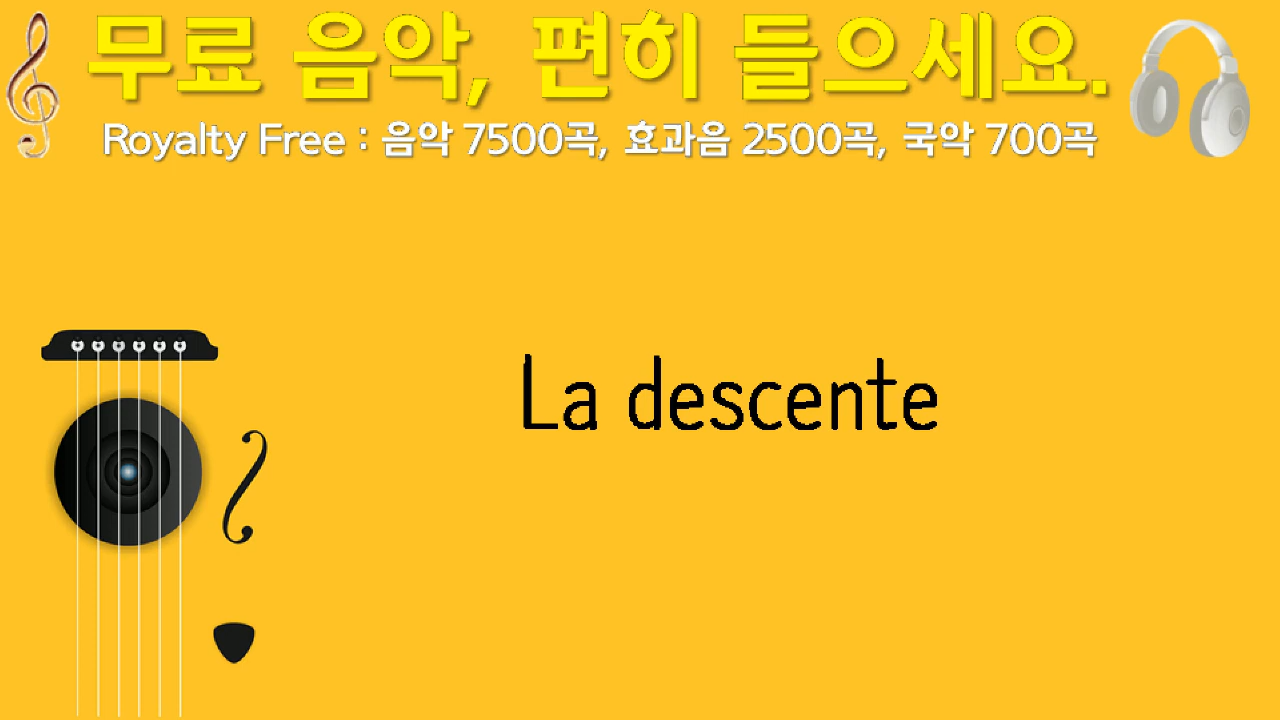 무료 음악, 편히 들으세요.
Royalty Free : 음악 7500곡, 효과음 2500곡, 국악 700곡
La descente